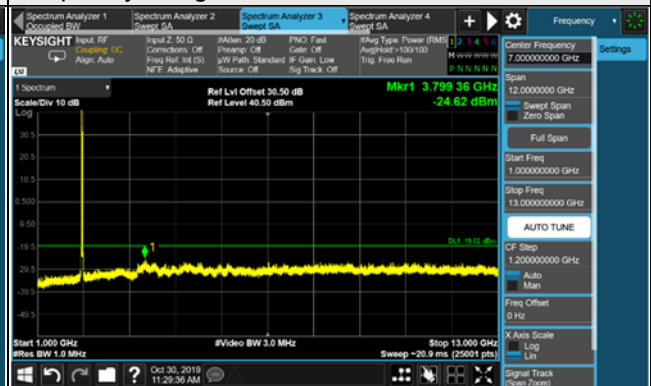 Spectrum Analyzer 1
Occupied BW
Spectrum Analyzer 2
Swept SA
Spectrum Analyzer 3
Swept SA
Spectrum Analyzer 4
Swept SA
Frequency
KEYSIGHT
Input: RF
Coupling: DC
Align: Auto
Input Z: 50 Ω
Corrections: Off
Freq Ref: Int (S)
NFE: Adaptive
#Atten: 20 dB
Preamp: Off
µW Path: Standard
Source: Off
PNO: Fast
Gate: Off
IF Gain: Low
Sig Track: Off
#Avg Type: Power (RMS)
Avg|Hold:>100/100
Trig: Free Run
1 2 3 4 5 6
M W W W W W
P N N N N N
LXI
1 Spectrum
Scale/Div 10 dB
Log
Ref Lvl Offset 30.50 dB
Ref Level 40.50 dBm
Mkr1 3.799 36 GHz
-24.62 dBm
30.5
20.5
10.5
0.500
-9.50
-19.5
-29.5
-39.5
-49.5
1
Start 1.000 GHz
#Res BW 1.0 MHz
#Video BW 3.0 MHz
Stop 13.000 GHz
Sweep ~20.9 ms (25001 pts)
Oct 30, 2019
11:29:36 AM
Center Frequency
7.000000000 GHz
Settings
Span
12.0000000 GHz
Swept Span
Zero Span
Full Span
Start Freq
1.000000000 GHz
Stop Freq
13.000000000 GHz
AUTO TUNE
CF Step
1.200000000 GHz
Auto
Man
Freq Offset
0 Hz
X Axis Scale
Log
Lin
Signal Track
(Span Zoom)